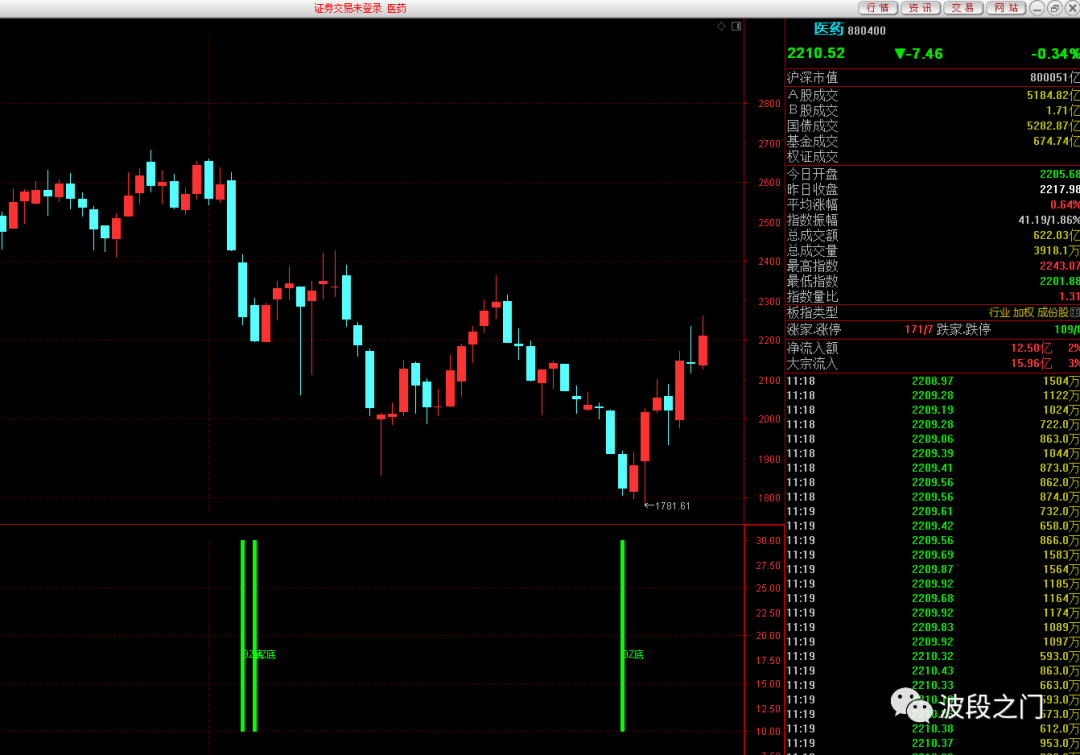 证券交易未登录 医药
行情 资讯 交易 网站
医药 880400
2210.52 ▼-7.46 -0.34%
沪深市值 800051亿
A股成交 5184.82亿
B股成交 1.71亿
国债成交 5282.87亿
基金成交 674.74亿
权证成交
今日开盘 2205.68
昨日收盘 2217.98
平均涨幅 0.64%
指数振幅 41.19/1.86%
总成交额 622.03亿
总成交量 3918.1万
最高指数 2243.07
最低指数 2201.88
指数量比 1.31
板指类型 行业 加权 成份股
涨家.涨停 171/7 跌家.跌停 109/
净流入额 12.50亿 2%
大宗流入 15.96亿 3%
11:18 2208.97 1504万
11:18 2209.28 1122万
11:18 2209.19 1024万
11:18 2209.28 722.0万
11:18 2209.06 863.0万
11:18 2209.39 1044万
11:18 2209.41 873.0万
11:18 2209.56 862.0万
11:18 2209.56 874.0万
11:19 2209.61 732.0万
11:19 2209.42 658.0万
11:19 2209.56 866.0万
11:19 2209.69 1583万
11:19 2209.87 1564万
11:19 2209.92 1185万
11:19 2209.68 1164万
11:19 2209.92 1174万
11:19 2209.83 1089万
11:19 2209.92 1097万
11:19 2210.32 593.0万
11:19 2210.43 863.0万
11:19 2210.33 663.0万
11:19 593.0万
11:19 573.0万
11:19 2210.38 612.0万
11:19 2210.37 953.0万
2800
2700
2600
2500
2400
2300
2200
2100
2000
1900
1800
←1781.61
30.00
27.50
25.00
22.50
20.00
17.50
15.00
12.50
10.00
Z底
波段之门